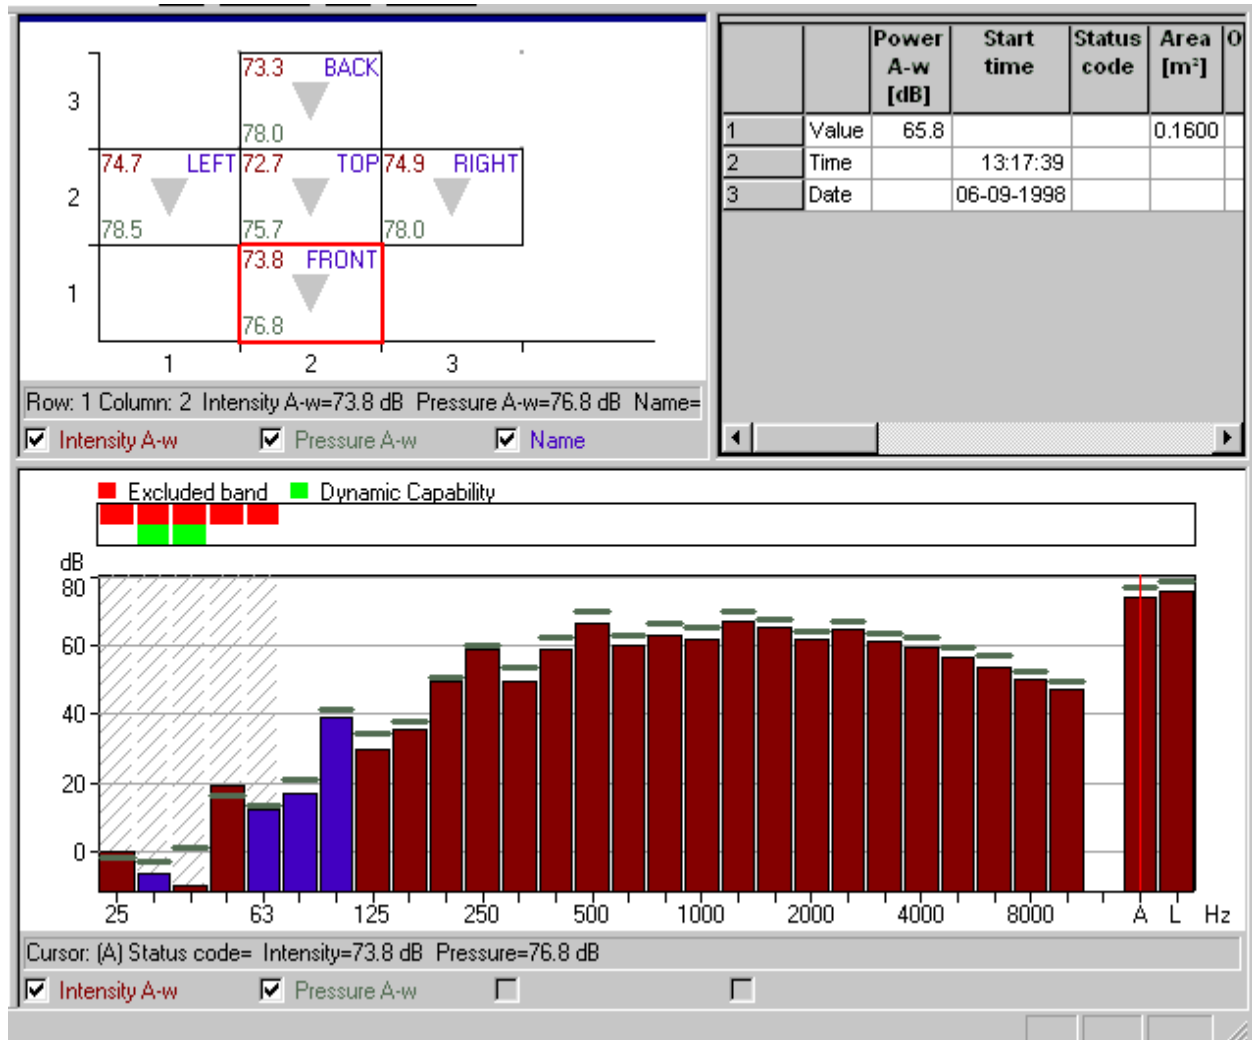 73.3 BACK
3
78.0
74.7 LEFT 72.7 TOP 74.9 RIGHT
2
78.5 75.7 78.0
73.8 FRONT
1
76.8
1 2 3
Row: 1 Column: 2 Intensity A-w=73.8 dB Pressure A-w=76.8 dB Name=
Intensity A-w Pressure A-w Name
Power Start Status Area O
A-w time code [m²]
[dB]
1 Value 65.8 0.1600
2 Time 13:17:39
3 Date 06-09-1998
Excluded band Dynamic Capability
dB
80
60
40
20
0
25 63 125 250 500 1000 2000 4000 8000 A L Hz
Cursor: (A) Status code= Intensity=73.8 dB Pressure=76.8 dB
Intensity A-w Pressure A-w